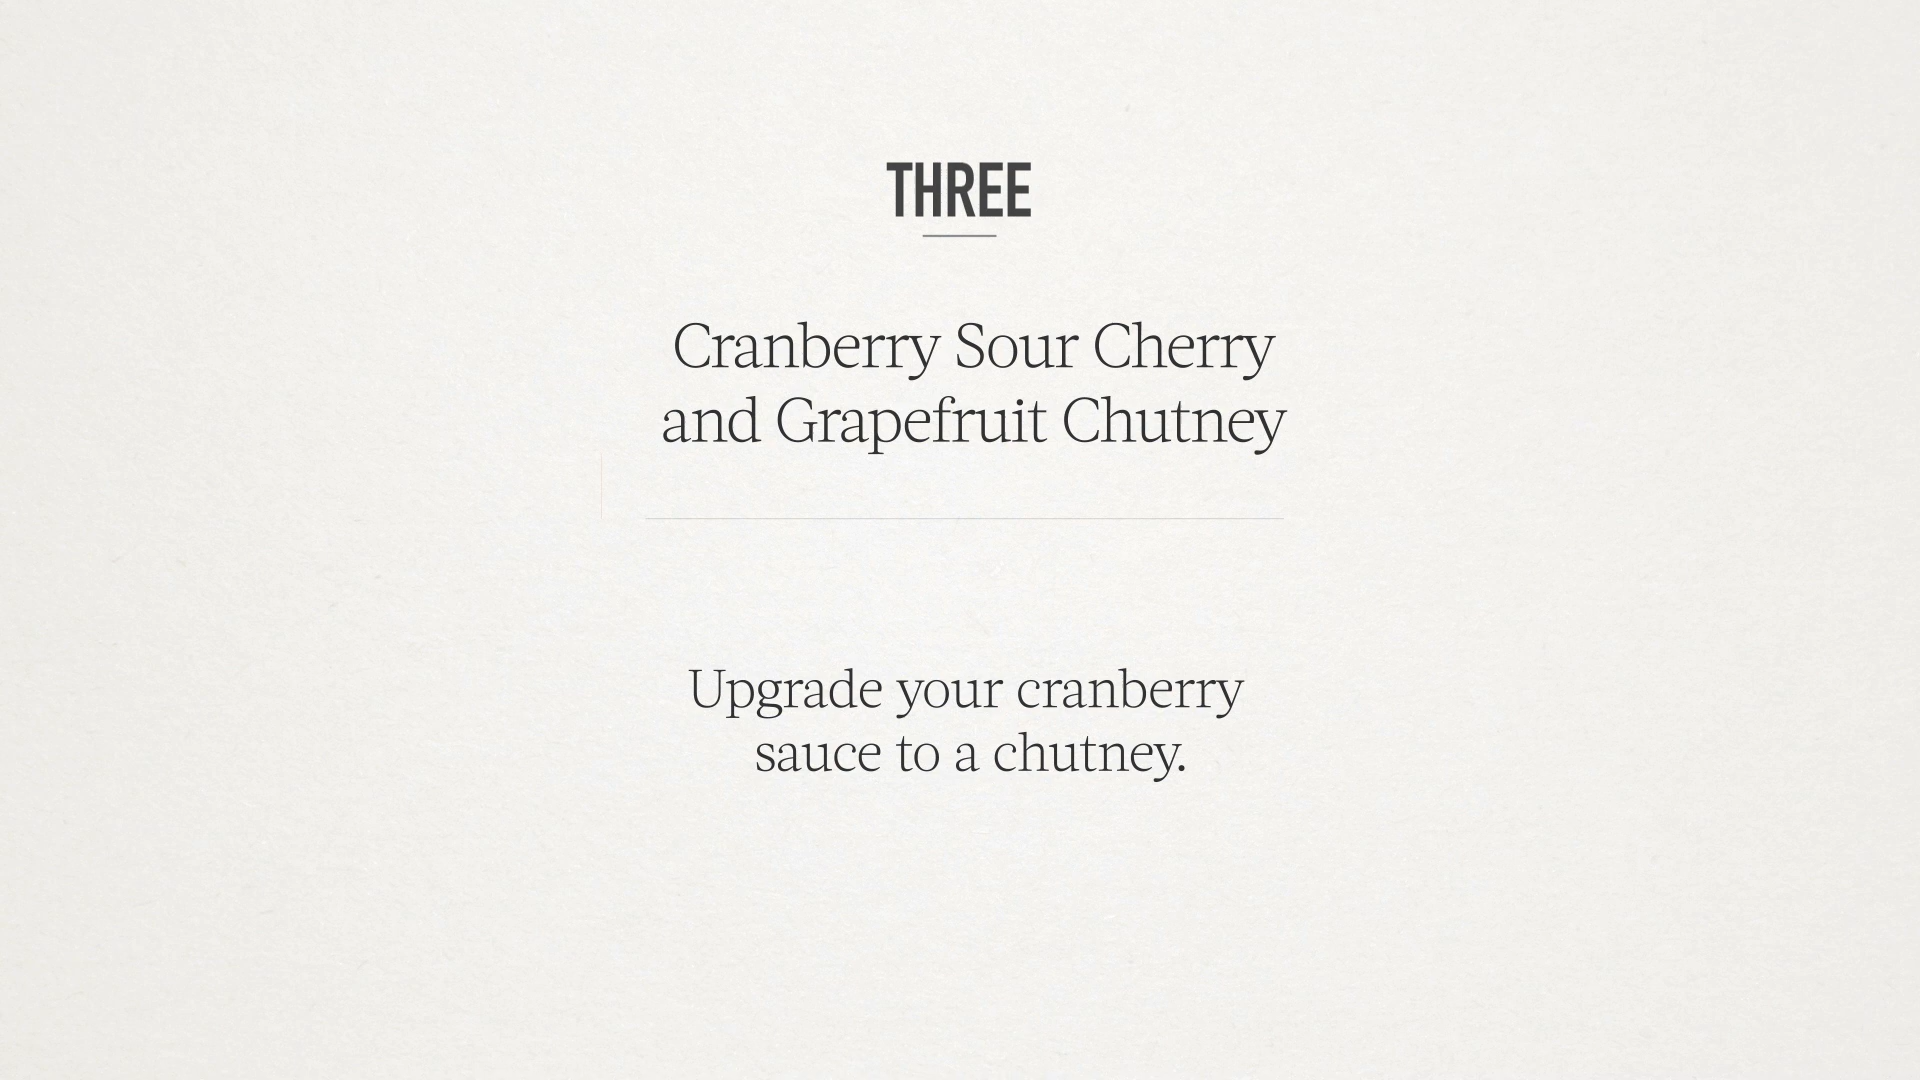 THREE
Cranberry Sour Cherry
and Grapefruit Chutney
Upgrade your cranberry
sauce to a chutney.